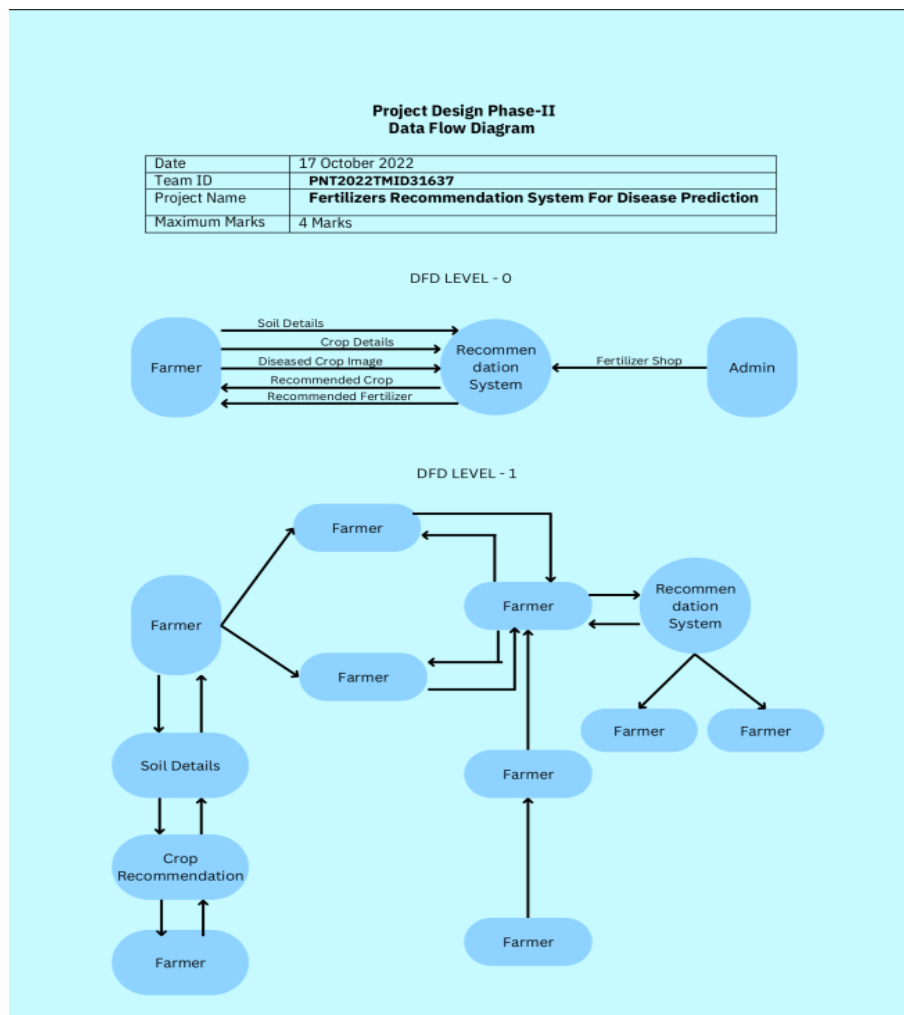 Project Design Phase-II
Data Flow Diagram
Date 17 October 2022
Team ID PNT2022TMID31637
Project Name Fertilizers Recommendation System For Disease Prediction
Maximum Marks 4 Marks
DFD LEVEL - 0
Farmer
Soil Details
Crop Details
Diseased Crop Image
Recommended Crop
Recommended Fertilizer
Recommen
dation
System
Fertilizer Shop
Admin
DFD LEVEL - 1
Farmer
Farmer
Farmer
Farmer
Recommen
dation
System
Farmer
Farmer
Farmer
Soil Details
Farmer
Crop
Recommendation
Farmer
Farmer